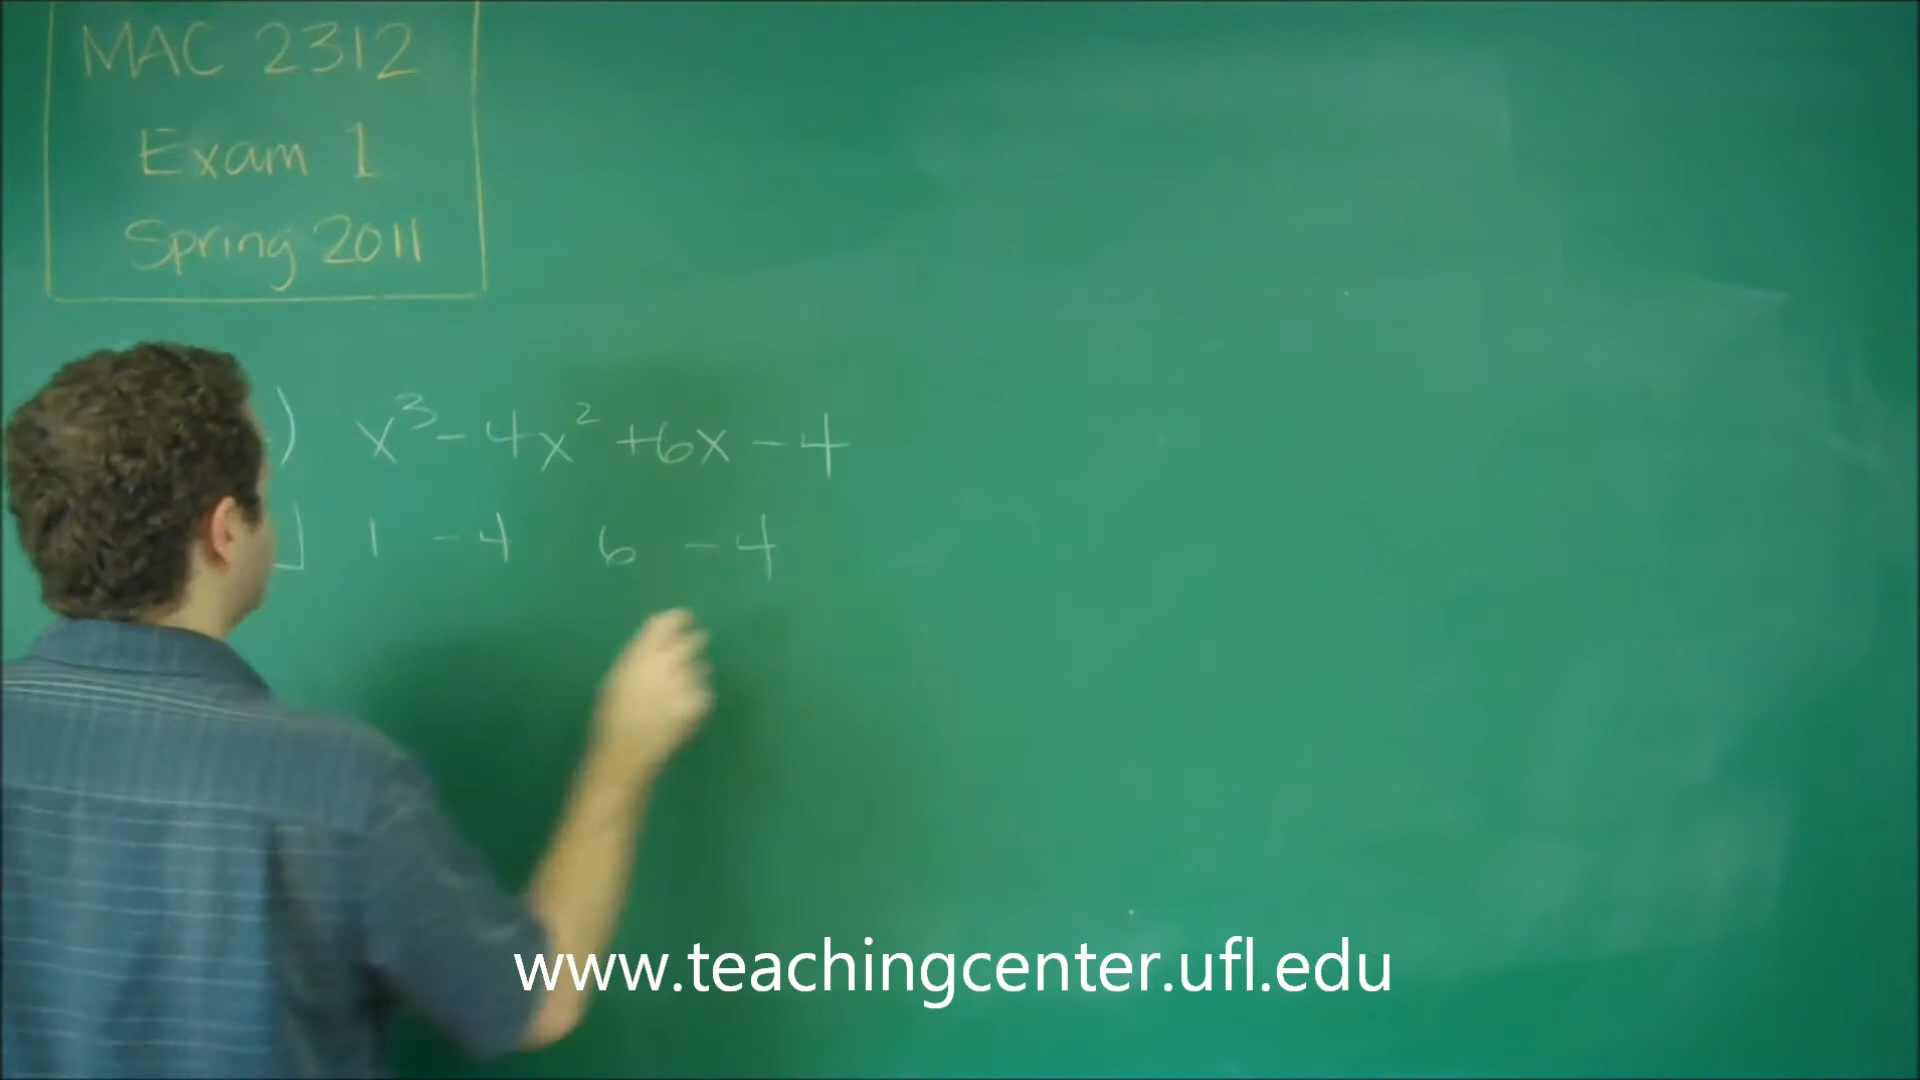 MAC 2312
Exam 1
Spring 2011
) x³ - 4x² + 6x - 4
] 1 -4 6 -4
www.teachingcenter.ufl.edu